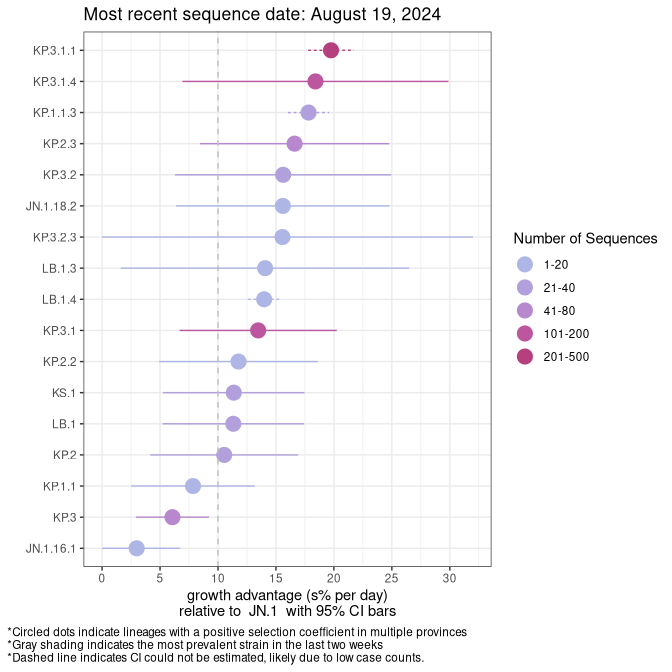 Most recent sequence date: August 19, 2024
KP.3.1.1
KP.3.1.4
KP.1.1.3
KP.2.3
KP.3.2
JN.1.18.2
KP.3.2.3
LB.1.3
LB.1.4
KP.3.1
KP.2.2
KS.1
LB.1
KP.2
KP.1.1
KP.3
JN.1.16.1
0 5 10 15 20 25 30
growth advantage (s% per day)
relative to JN.1 with 95% CI bars
Number of Sequences
1-20
21-40
41-80
101-200
201-500
*Circled dots indicate lineages with a positive selection coefficient in multiple provinces
*Gray shading indicates the most prevalent strain in the last two weeks
*Dashed line indicates CI could not be estimated, likely due to low case counts.